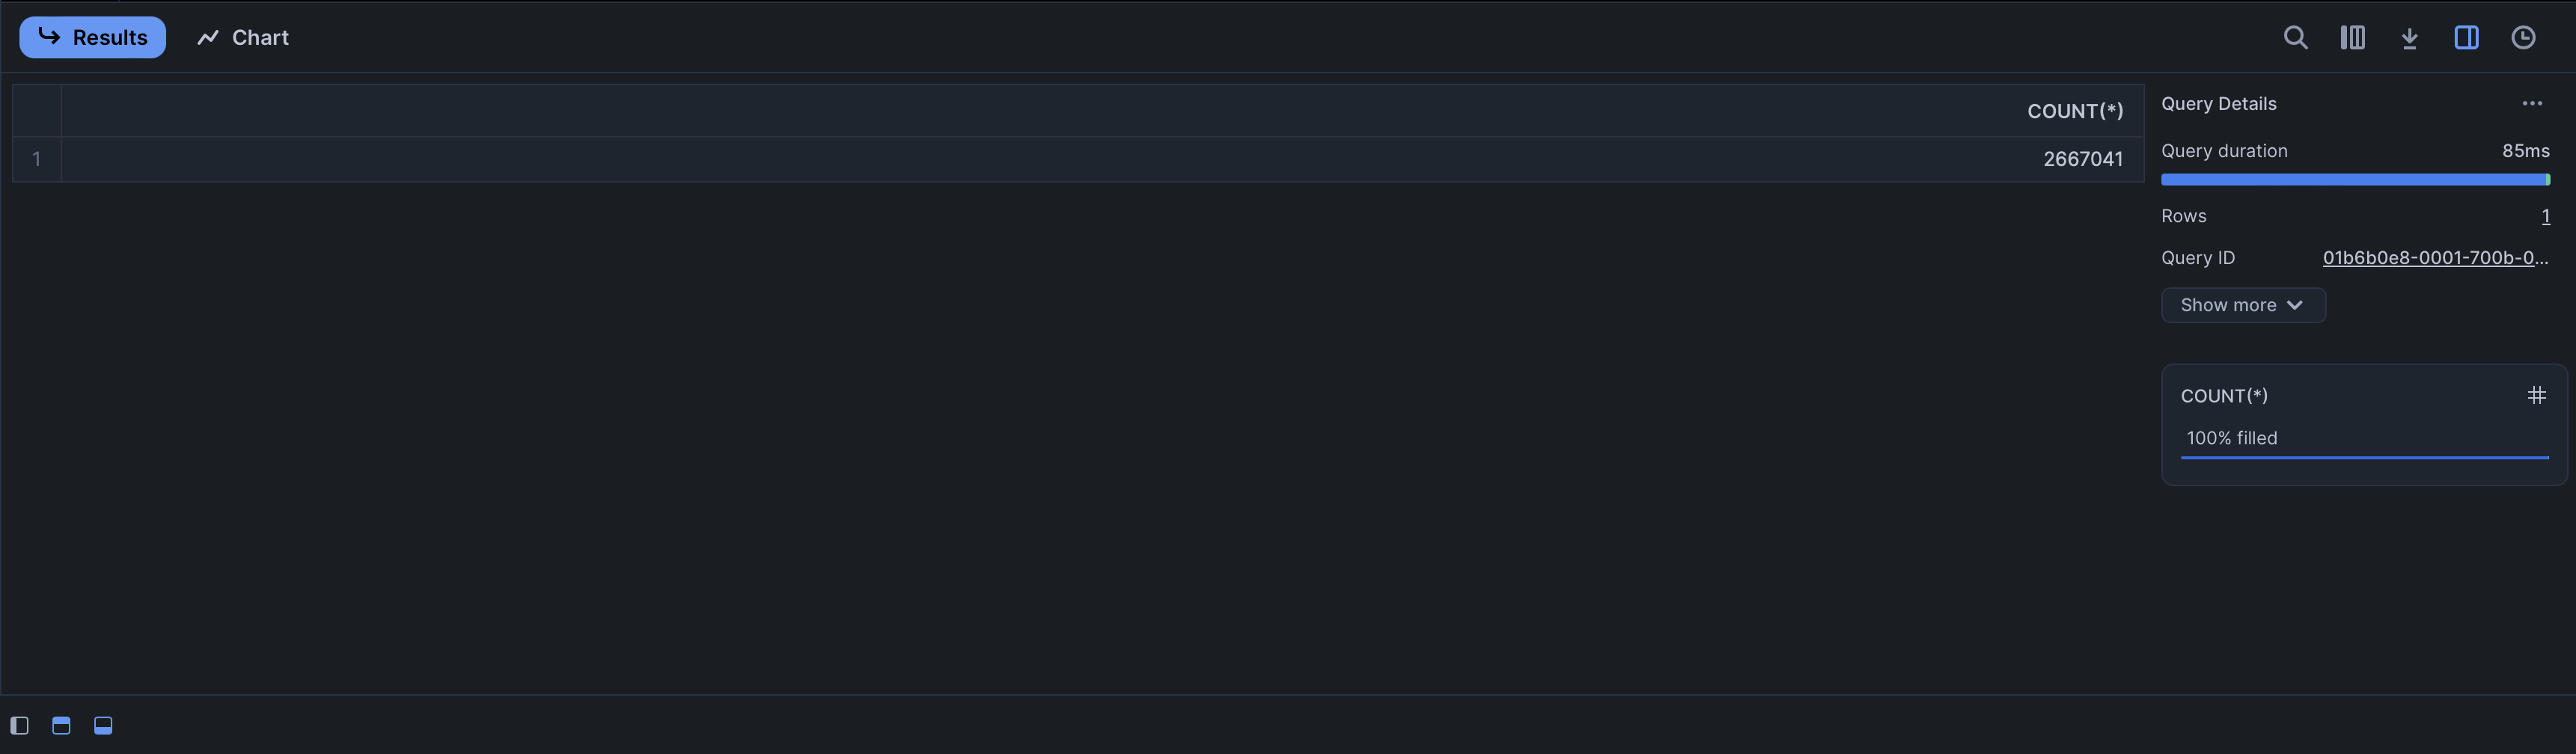 Results
Chart
COUNT(*)
1
2667041
Query Details
Query duration 85ms
Rows 1
Query ID 01b6b0e8-0001-700b-0...
Show more
COUNT(*)
100% filled